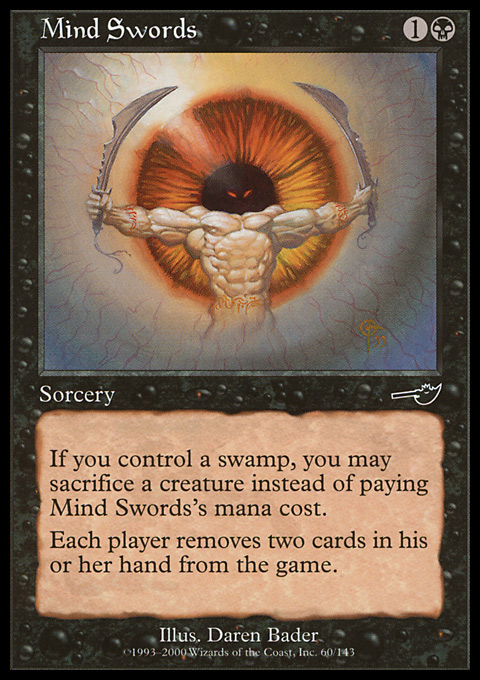 Mind Swords
1
Sorcery
If you control a swamp, you may
sacrifice a creature instead of paying
Mind Swords's mana cost.
Each player removes two cards in his
or her hand from the game.
Illus. Daren Bader
©1993–2000 Wizards of the Coast, Inc. 60/143